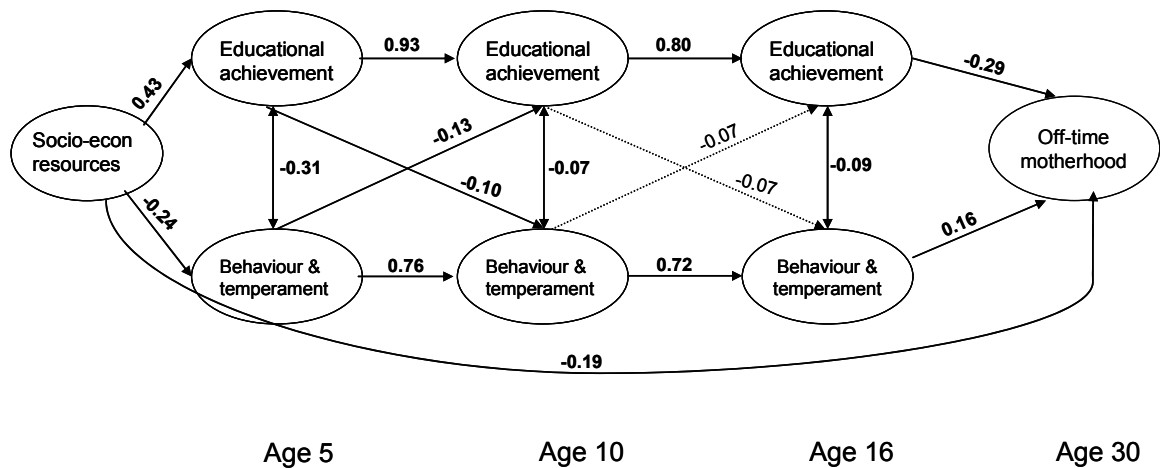 Educational
achievement
0.93
Educational
achievement
0.80
Educational
achievement
-0.29
0.43
Socio-econ
resources
-0.31
-0.13
-0.10
-0.07
-0.07
-0.07
-0.09
Off-time
motherhood
-0.24
Behaviour &
temperament
0.76
Behaviour &
temperament
0.72
Behaviour &
temperament
0.16
-0.19
Age 5
Age 10
Age 16
Age 30